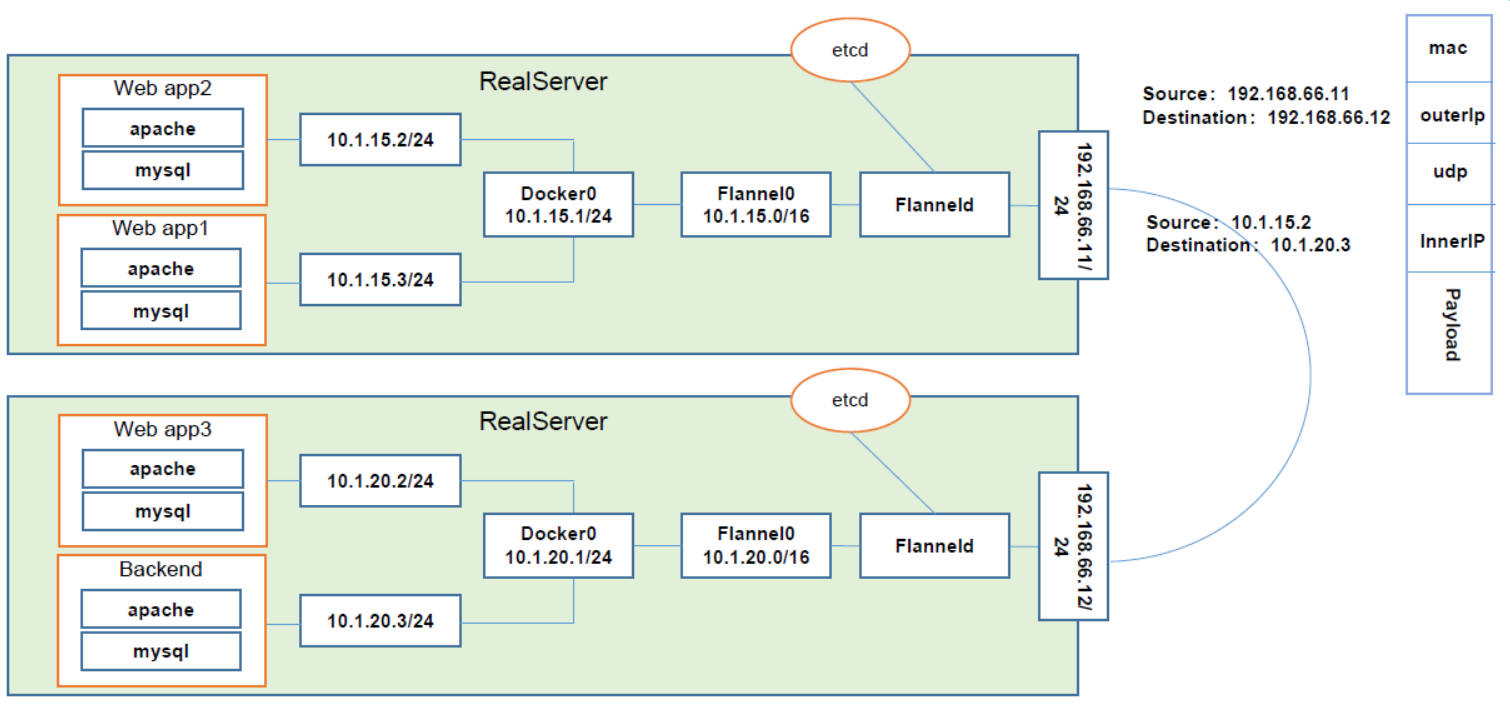 etcd
RealServer
Web app2
apache
mysql
10.1.15.2/24
Web app1
apache
mysql
10.1.15.3/24
Docker0
10.1.15.1/24
Flannel0
10.1.15.0/16
Flanneld
192.168.66.11/
24
Source：192.168.66.11
Destination：192.168.66.12
Source：10.1.15.2
Destination：10.1.20.3
mac
outerIp
udp
InnerIP
Payload
etcd
RealServer
Web app3
apache
mysql
10.1.20.2/24
Backend
apache
mysql
10.1.20.3/24
Docker0
10.1.20.1/24
Flannel0
10.1.20.0/16
Flanneld
192.168.66.12/
24